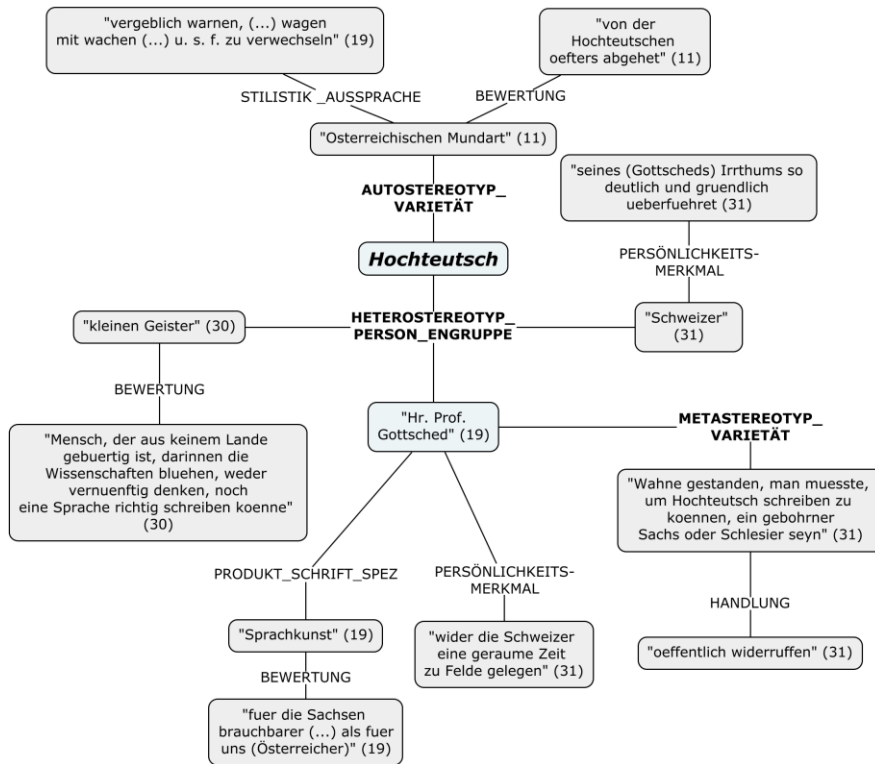 "vergeblich warnen, (...) wagen
mit wachen (...) u. s. f. zu verwechseln" (19)
"von der
Hochteutschen
oefters abgehet" (11)
STILISTIK _AUSSPRACHE
BEWERTUNG
"Osterreichischen Mundart" (11)
AUTOSTEREOTYP_
VARIETÄT
"seines (Gottscheds) Irrthums so
deutlich und gruendlich
ueberfuehret (31)
PERSÖNLICHKEITS-
MERKMAL
Hochteutsch
"kleinen Geister" (30)
HETEROSTEREOTYP_
PERSON_ENGRUPPE
"Schweizer"
(31)
BEWERTUNG
"Hr. Prof.
Gottsched" (19)
METASTEREOTYP_
VARIETÄT
"Mensch, der aus keinem Lande
gebuertig ist, darinnen die
Wissenschaften bluehen, weder
vernuenftig denken, noch
eine Sprache richtig schreiben koenne"
(30)
"Wahne gestanden, man muesste,
um Hochteutsch schreiben zu
koennen, ein gebohrner
Sachs oder Schlesier seyn" (31)
PRODUKT_SCHRIFT_SPEZ
PERSÖNLICHKEITS-
MERKMAL
HANDLUNG
"Sprachkunst" (19)
"wider die Schweizer
eine geraume Zeit
zu Felde gelegen" (31)
"oeffentlich widerruffen" (31)
BEWERTUNG
"fuer die Sachsen
brauchbarer (...) als fuer
uns (Österreicher)" (19)